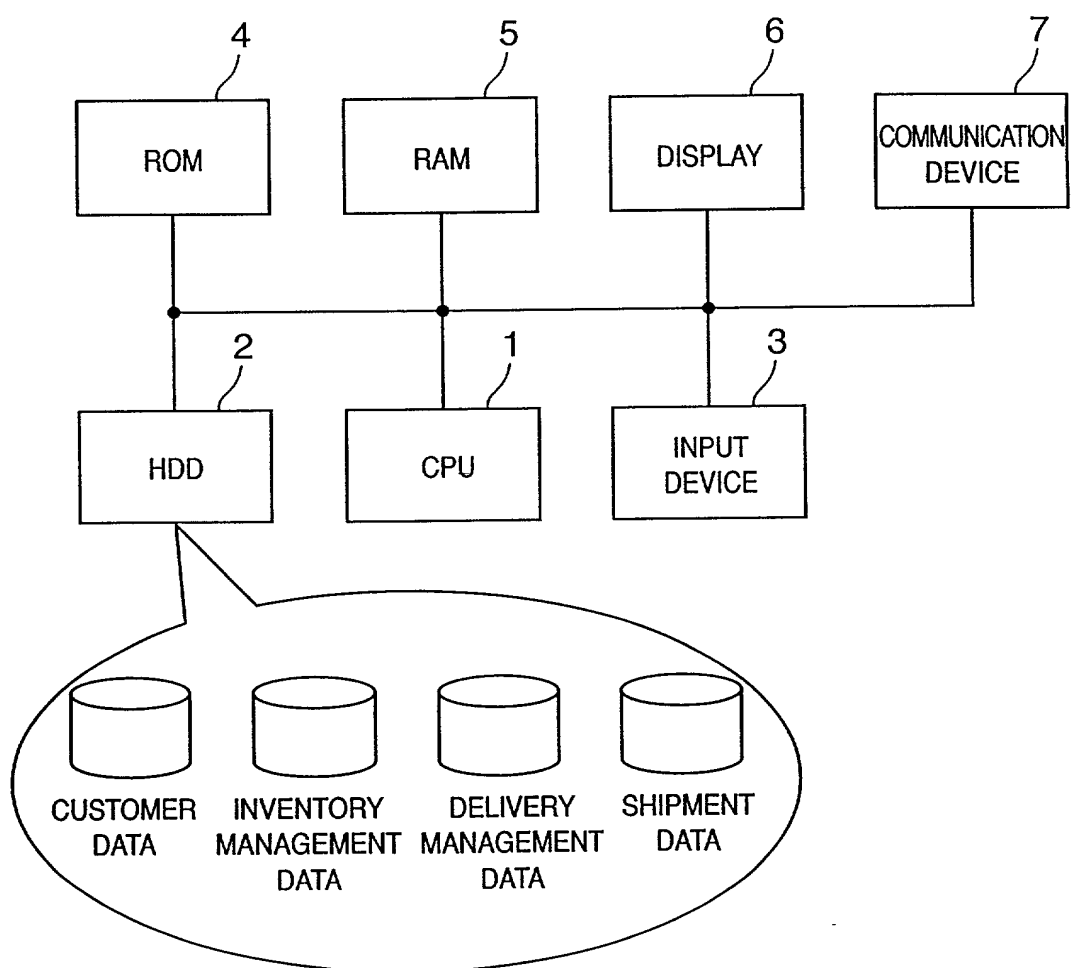 4
5
6
7
ROM
RAM
DISPLAY
COMMUNICATION
DEVICE
2
1
3
HDD
CPU
INPUT
DEVICE
CUSTOMER
DATA
INVENTORY
MANAGEMENT
DATA
DELIVERY
MANAGEMENT
DATA
SHIPMENT
DATA